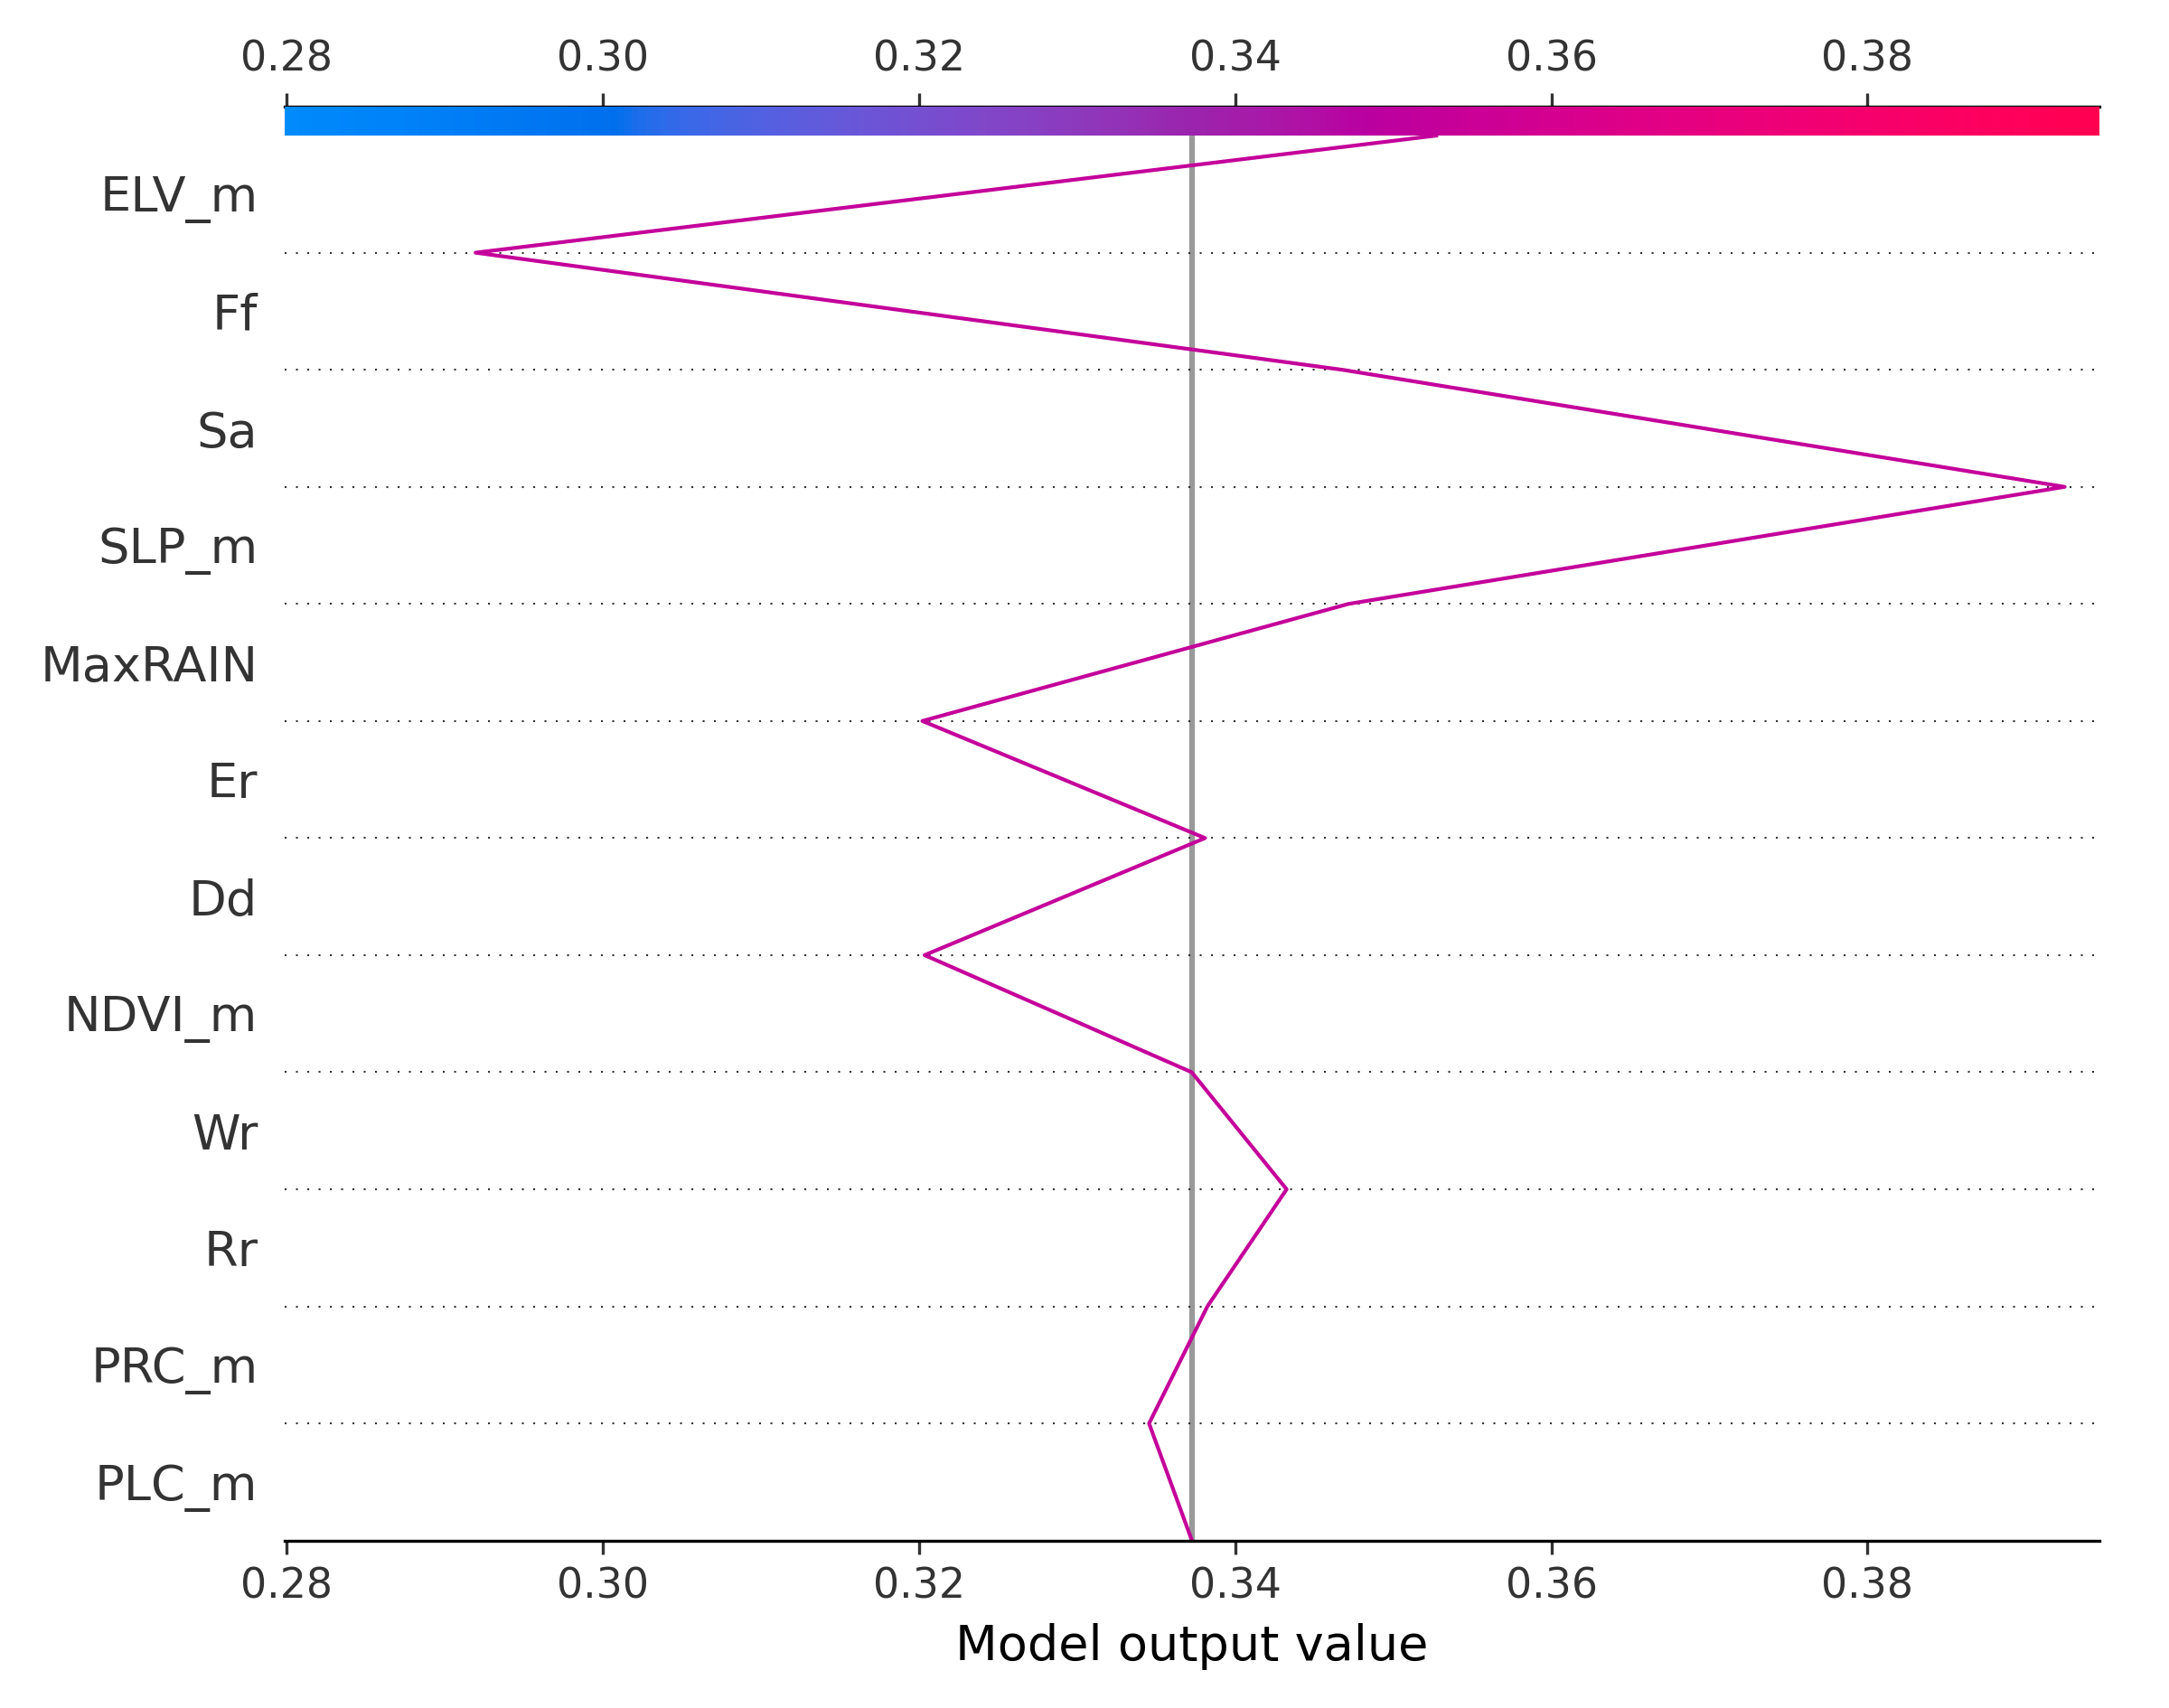 0.28 0.30 0.32 0.34 0.36 0.38
ELV_m
Ff
Sa
SLP_m
MaxRAIN
Er
Dd
NDVI_m
Wr
Rr
PRC_m
PLC_m
0.28 0.30 0.32 0.34 0.36 0.38
Model output value